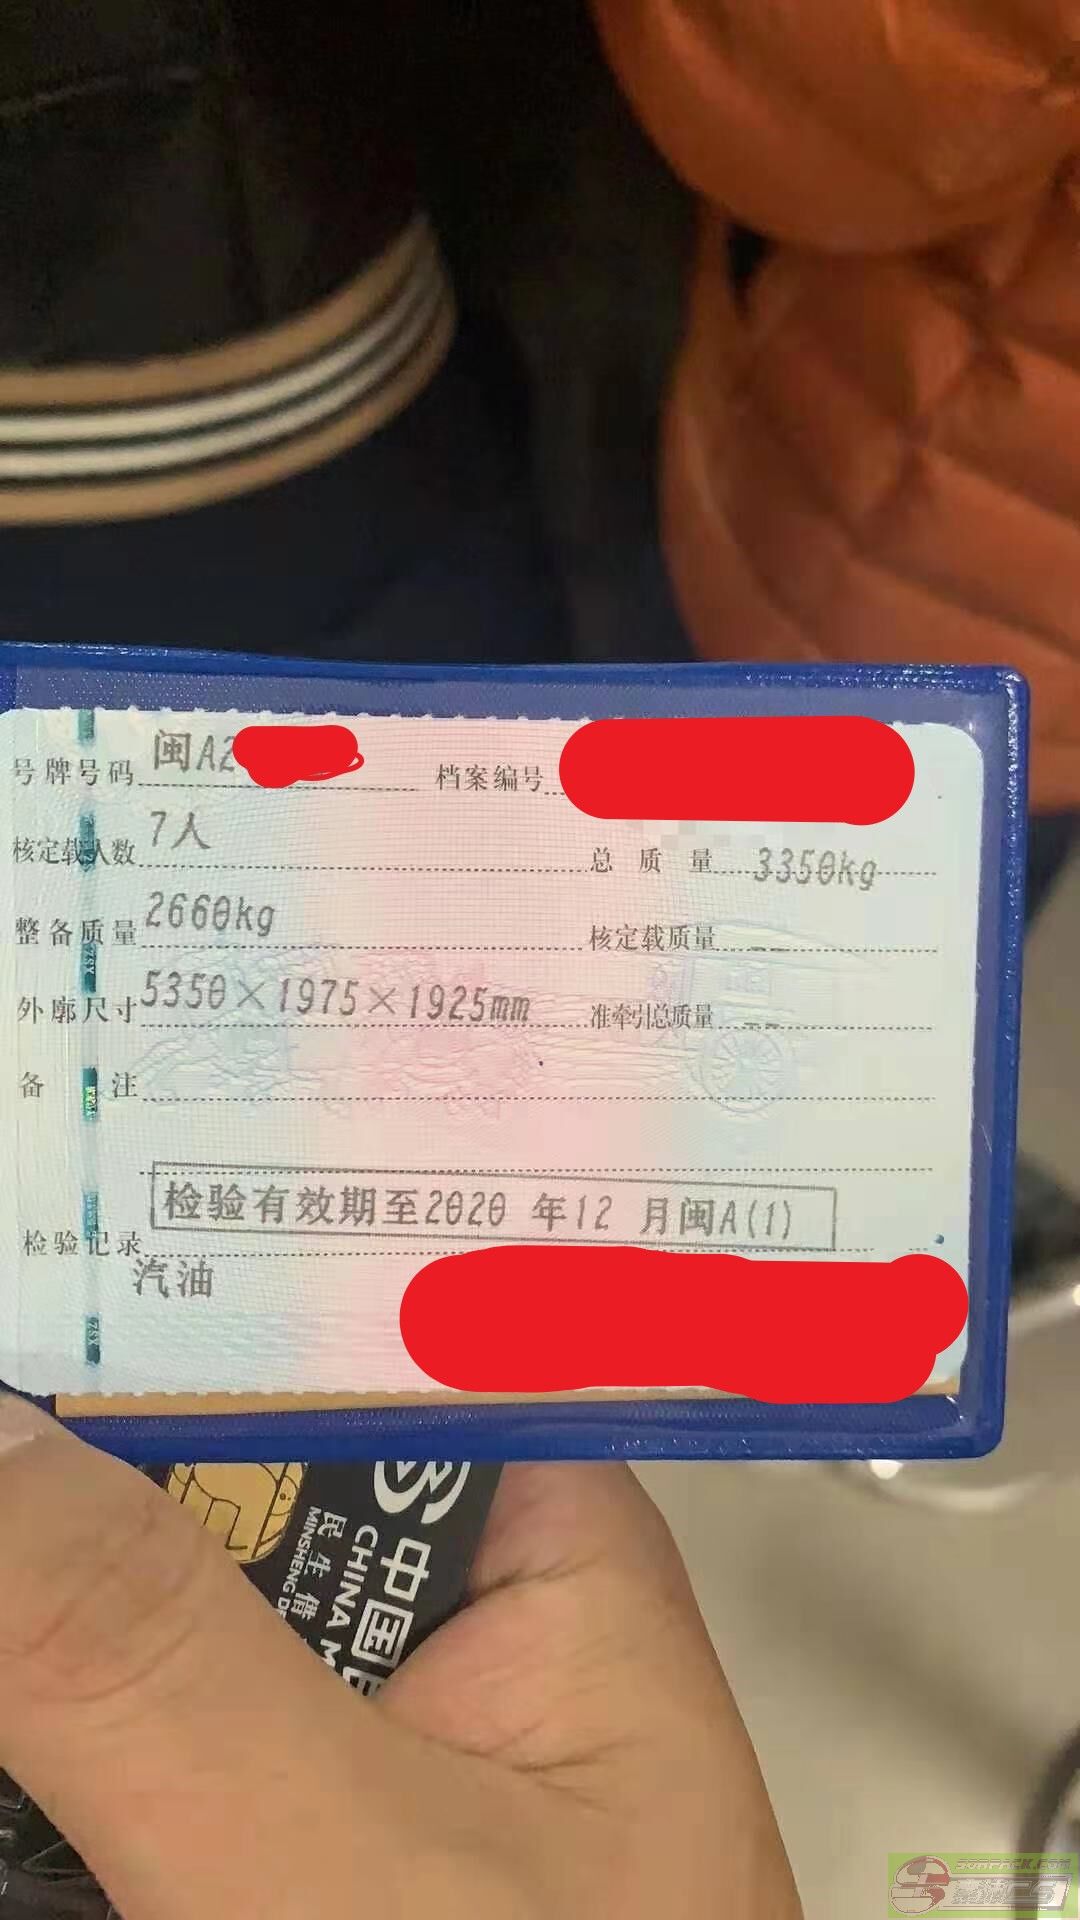 号牌号码 闽A2 档案编号
核定载人数 7人 总质量 3350kg
整备质量 2660kg 核定载质量 --
外廓尺寸 5350×1975×1925mm 准牵引总质量 --
备注
检验记录 检验有效期至2020 年12 月闽A(1)
汽油
中国
CHINA M
民生借
MINSHENG DE